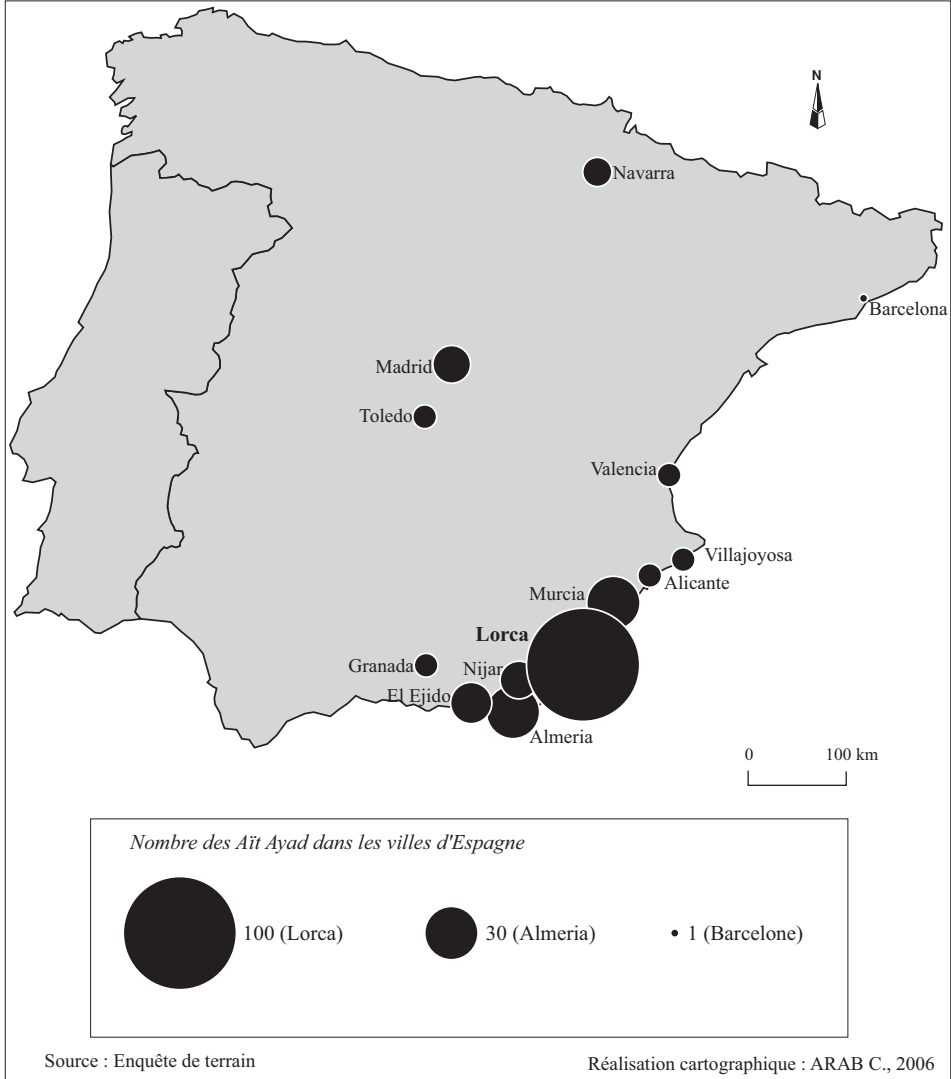 N
Navarra
Barcelona
Madrid
Toledo
Valencia
Villajoyosa
Alicante
Murcia
Lorca
Granada
Nijar
El Ejido
Almeria
0 100 km
Nombre des Aït Ayad dans les villes d'Espagne
100 (Lorca) 30 (Almeria) 1 (Barcelone)
Source : Enquête de terrain Réalisation cartographique : ARAB C., 2006